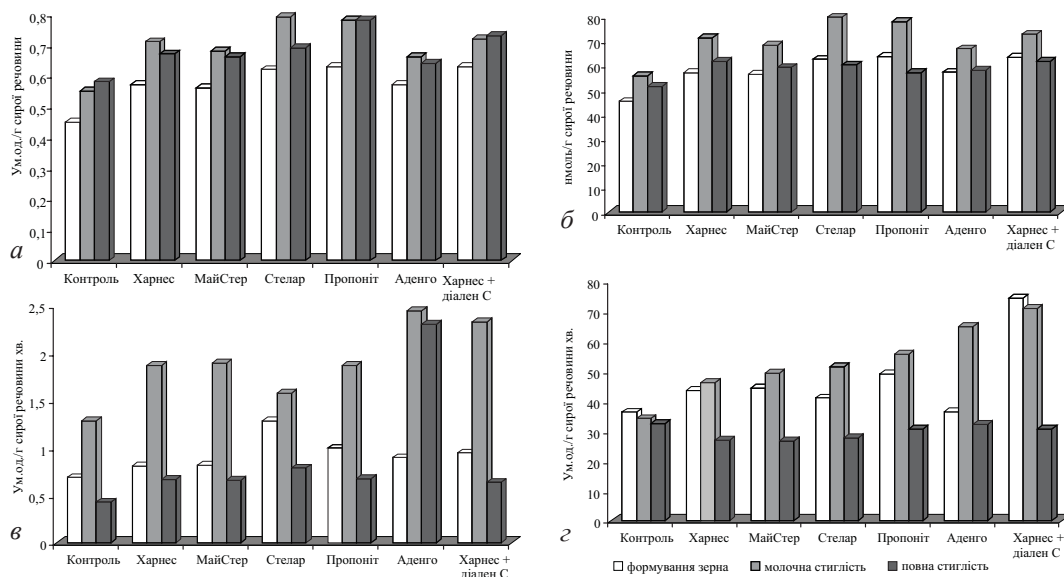 Ум.од./г сирої речовини
0,8
0,7
0,6
0,5
0,4
0,3
0,2
0,1
0
а
Контроль Харнес МайСтер Стелар Пропоніт Аденго Харнес +
діален С
нмоль/г сирої речовини
80
70
60
50
40
30
20
10
0
б
Контроль Харнес МайСтер Стелар Пропоніт Аденго Харнес +
діален С
Ум.од./г сирої речовини хв.
2,5
2
1,5
1
0,5
0
в
Контроль Харнес МайСтер Стелар Пропоніт Аденго Харнес +
діален С
Ум.од./г сирої речовини хв.
80
70
60
50
40
30
20
10
0
г
Контроль Харнес МайСтер Стелар Пропоніт Аденго Харнес +
діален С
формування зерна молочна стиглість повна стиглість